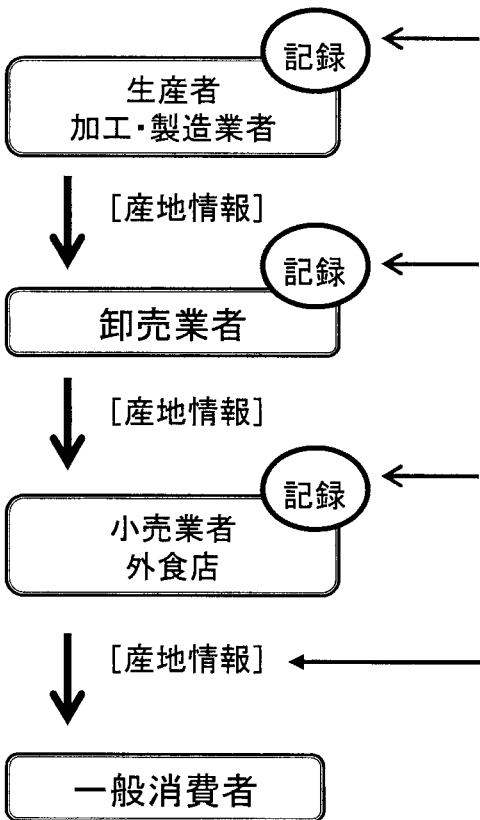 記録
生産者
加工・製造業者
[産地情報]
記録
卸売業者
[産地情報]
記録
小売業者
外食店
[産地情報]
一般消費者